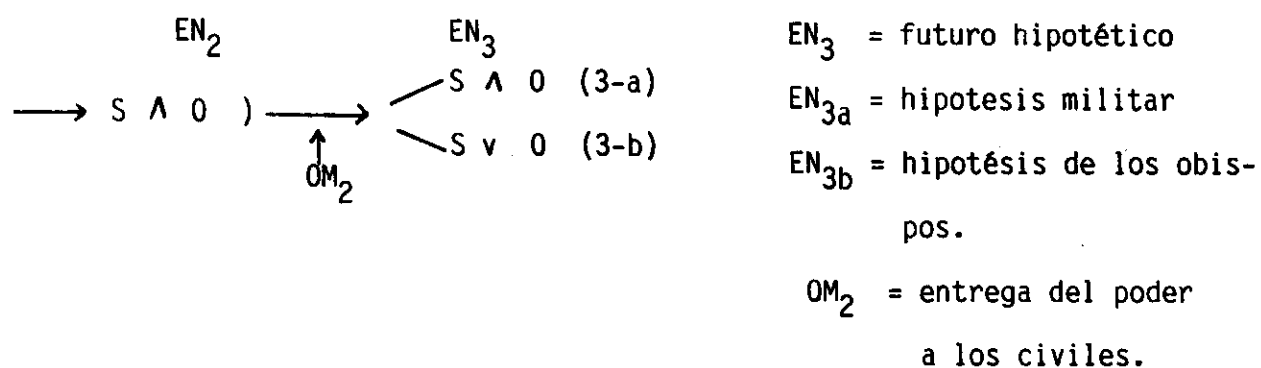 EN2 EN3 EN3 = futuro hipotético
S Λ O (3-a) EN3a = hipotesis militar
⟶ S Λ O ) ⟶
S v O (3-b) EN3b = hipotésis de los obis-
OM2 pos.
OM2 = entrega del poder
a los civiles.